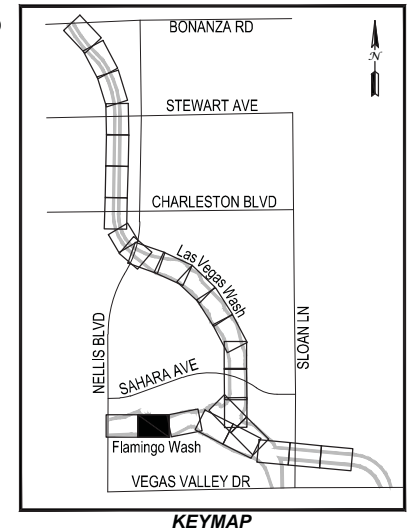 BONANZA RD
N
STEWART AVE
CHARLESTON BLVD
Las Vegas Wash
NELLIS BLVD
SLOAN LN
SAHARA AVE
Flamingo Wash
VEGAS VALLEY DR
KEYMAP